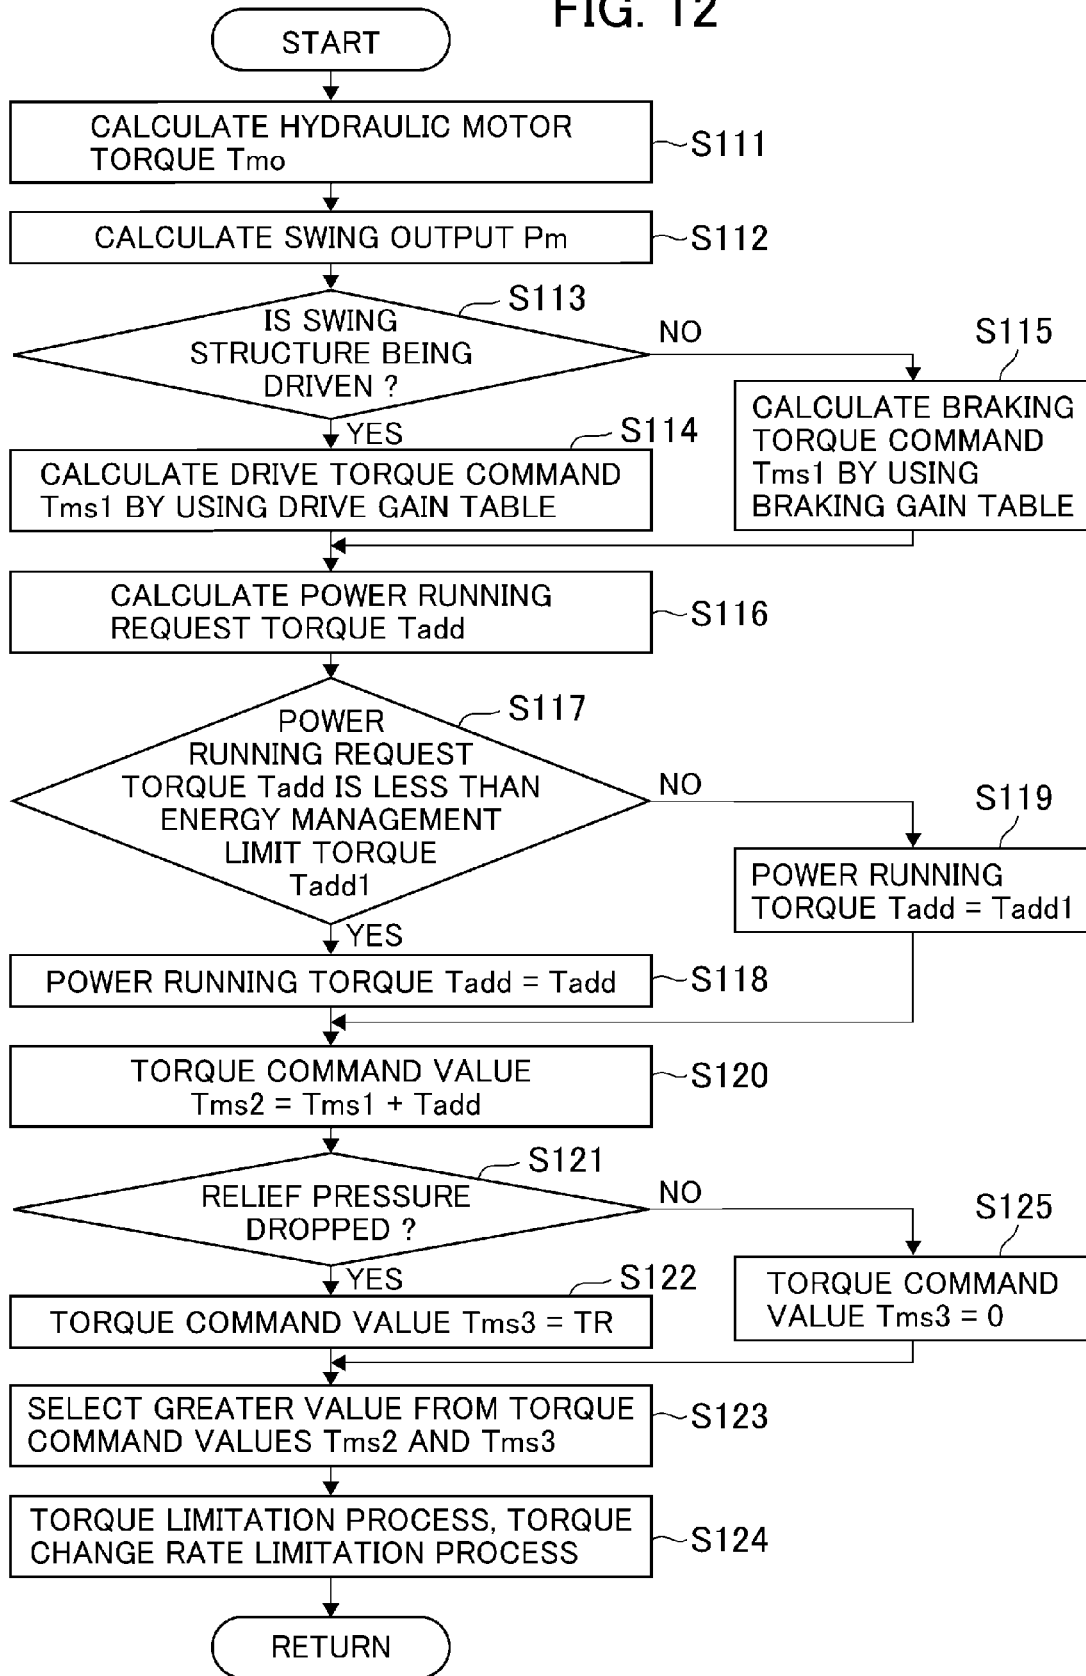 FIG. 12
START
CALCULATE HYDRAULIC MOTOR
TORQUE Tmo
S111
CALCULATE SWING OUTPUT Pm
S112
S113
IS SWING
STRUCTURE BEING
DRIVEN ?
NO
YES
S115
CALCULATE BRAKING
TORQUE COMMAND
Tms1 BY USING
BRAKING GAIN TABLE
S114
CALCULATE DRIVE TORQUE COMMAND
Tms1 BY USING DRIVE GAIN TABLE
CALCULATE POWER RUNNING
REQUEST TORQUE Tadd
S116
S117
POWER
RUNNING REQUEST
TORQUE Tadd IS LESS THAN
ENERGY MANAGEMENT
LIMIT TORQUE
Tadd1
NO
YES
S119
POWER RUNNING
TORQUE Tadd = Tadd1
POWER RUNNING TORQUE Tadd = Tadd
S118
TORQUE COMMAND VALUE
Tms2 = Tms1 + Tadd
S120
S121
RELIEF PRESSURE
DROPPED ?
NO
YES
S125
TORQUE COMMAND
VALUE Tms3 = 0
S122
TORQUE COMMAND VALUE Tms3 = TR
SELECT GREATER VALUE FROM TORQUE
COMMAND VALUES Tms2 AND Tms3
S123
TORQUE LIMITATION PROCESS, TORQUE
CHANGE RATE LIMITATION PROCESS
S124
RETURN